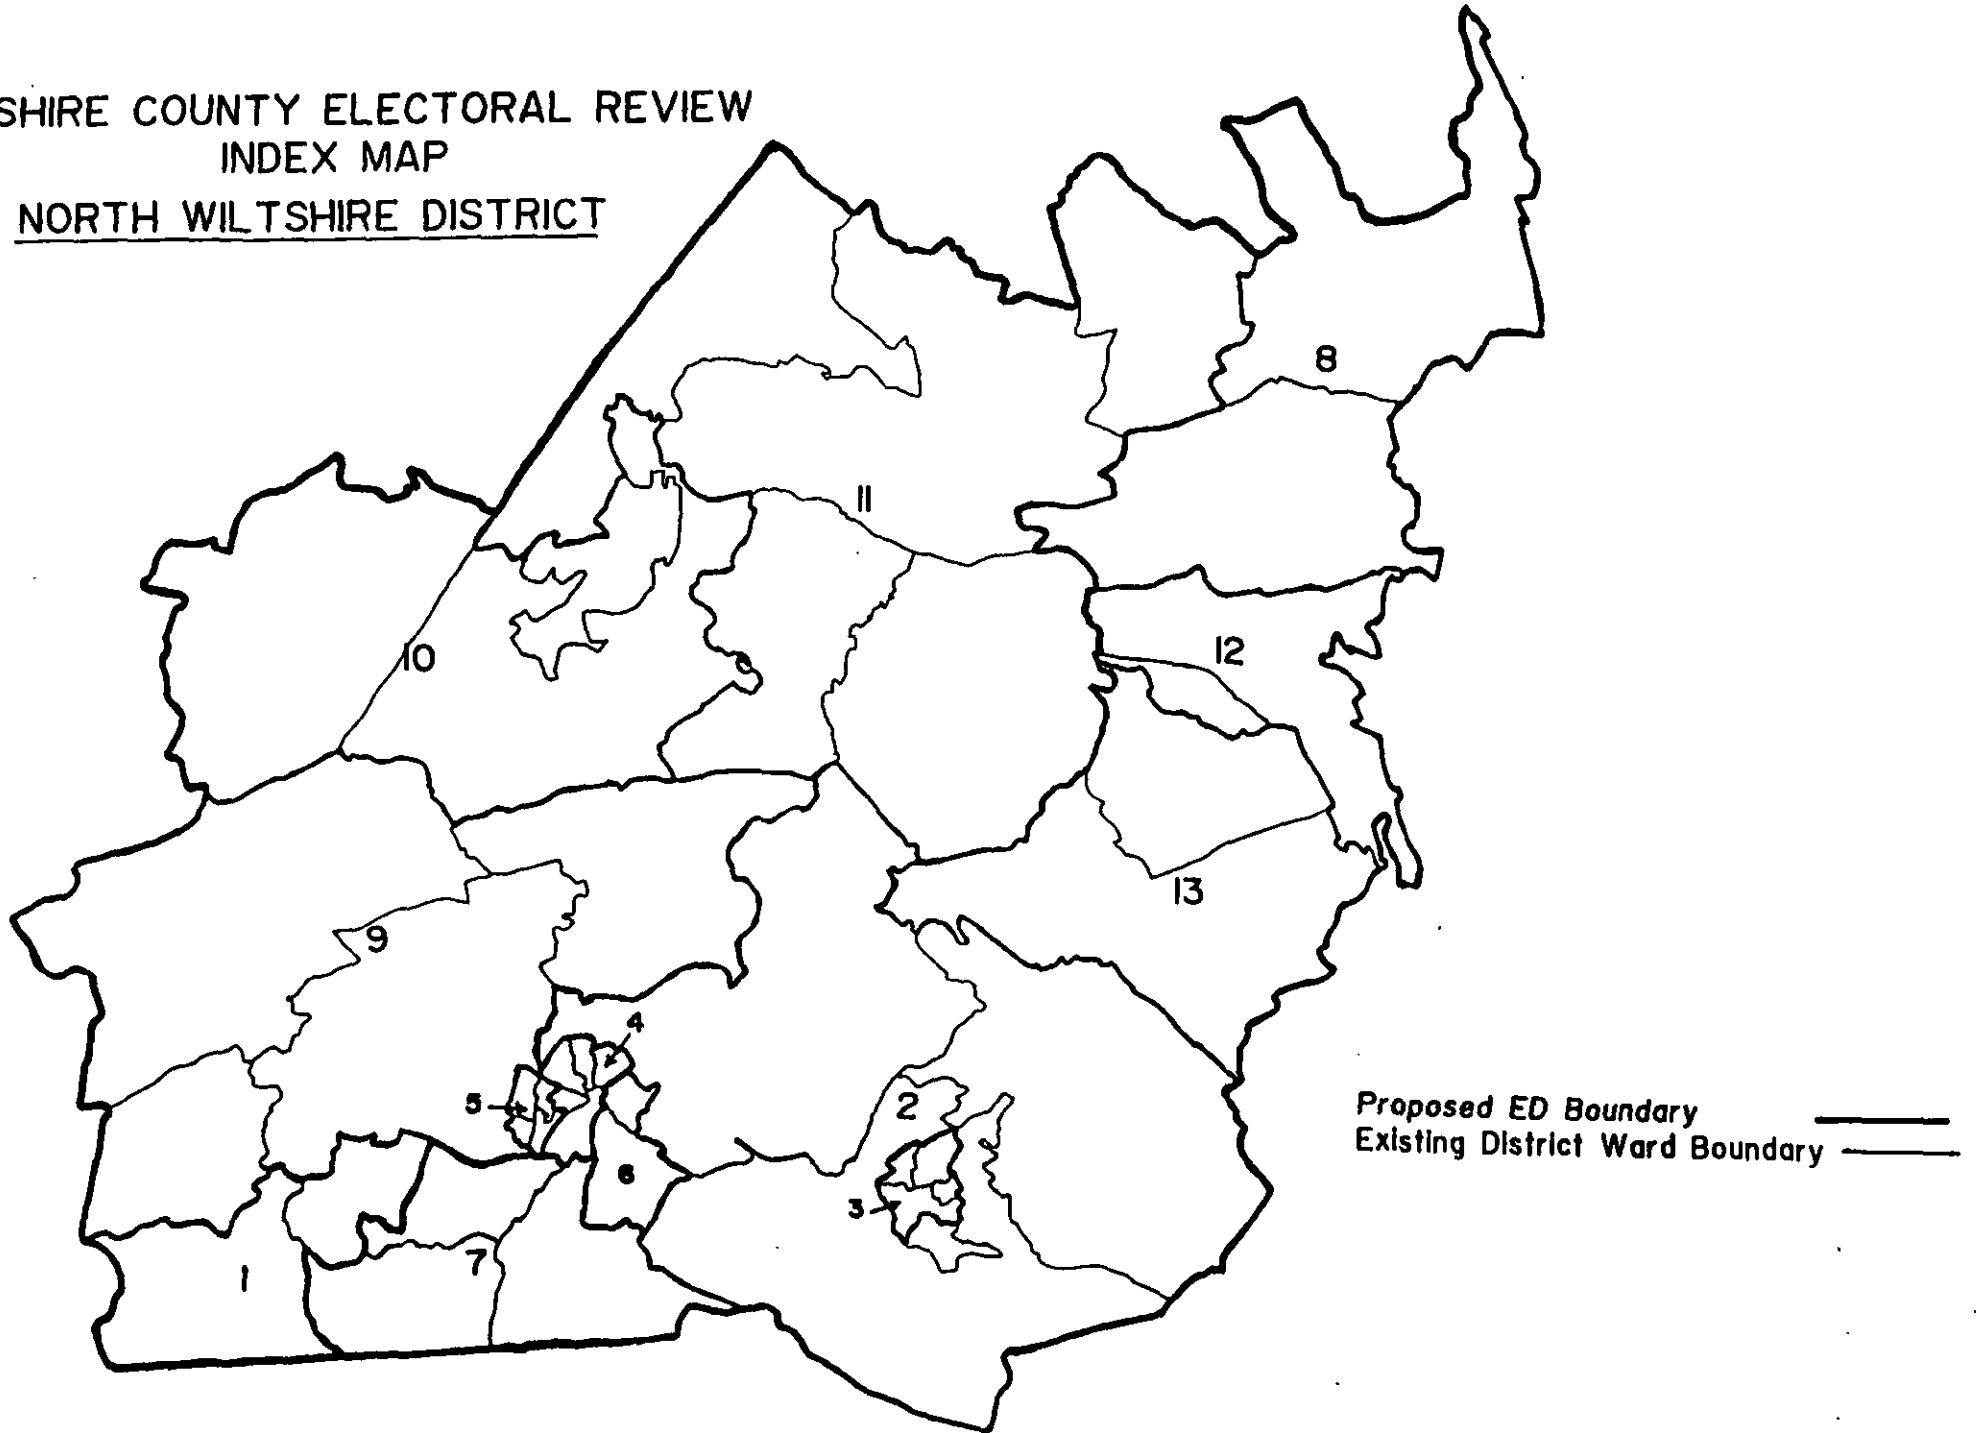 SHIRE COUNTY ELECTORAL REVIEW
INDEX MAP
NORTH WILTSHIRE DISTRICT
8
11
10
12
13
9
4
5
2
6
3
7
1
Proposed ED Boundary
Existing District Ward Boundary